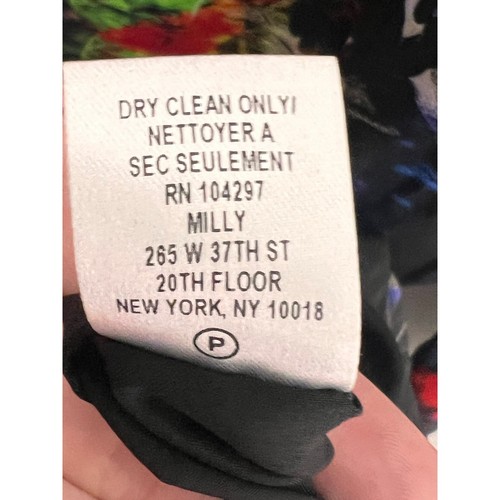 DRY CLEAN ONLY/
NETTOYER A
SEC SEULEMENT
RN 104297
MILLY
265 W 37TH ST
20TH FLOOR
NEW YORK, NY 10018
P